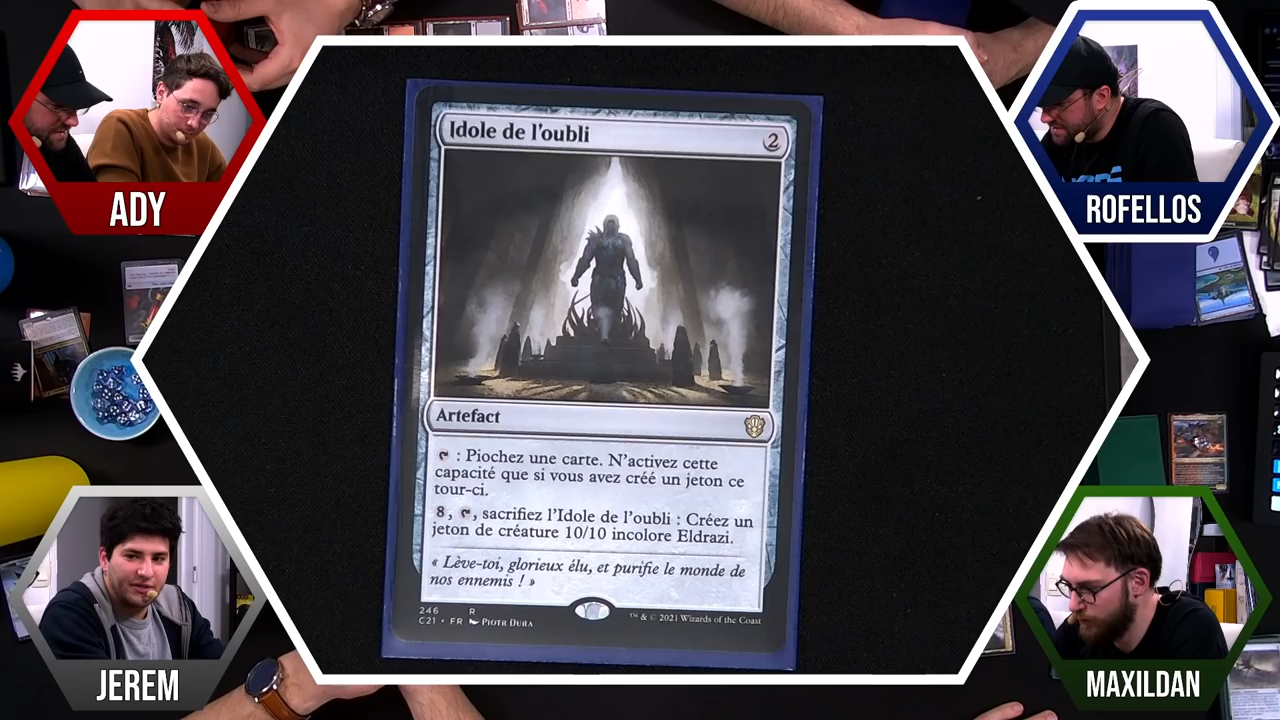 ADY
ROFELLOS
Idole de l'oubli
2
Artefact
: Piochez une carte. N'activez cette
capacité que si vous avez créé un jeton ce
tour-ci.
8, , sacrifiez l'Idole de l'oubli : Créez un
jeton de créature 10/10 incolore Eldrazi.
« Lève-toi, glorieux élu, et purifie le monde de
nos ennemis ! »
246 R
C21 • FR PIOTR DURA
™ & © 2021 Wizards of the Coast
JEREM
MAXILDAN